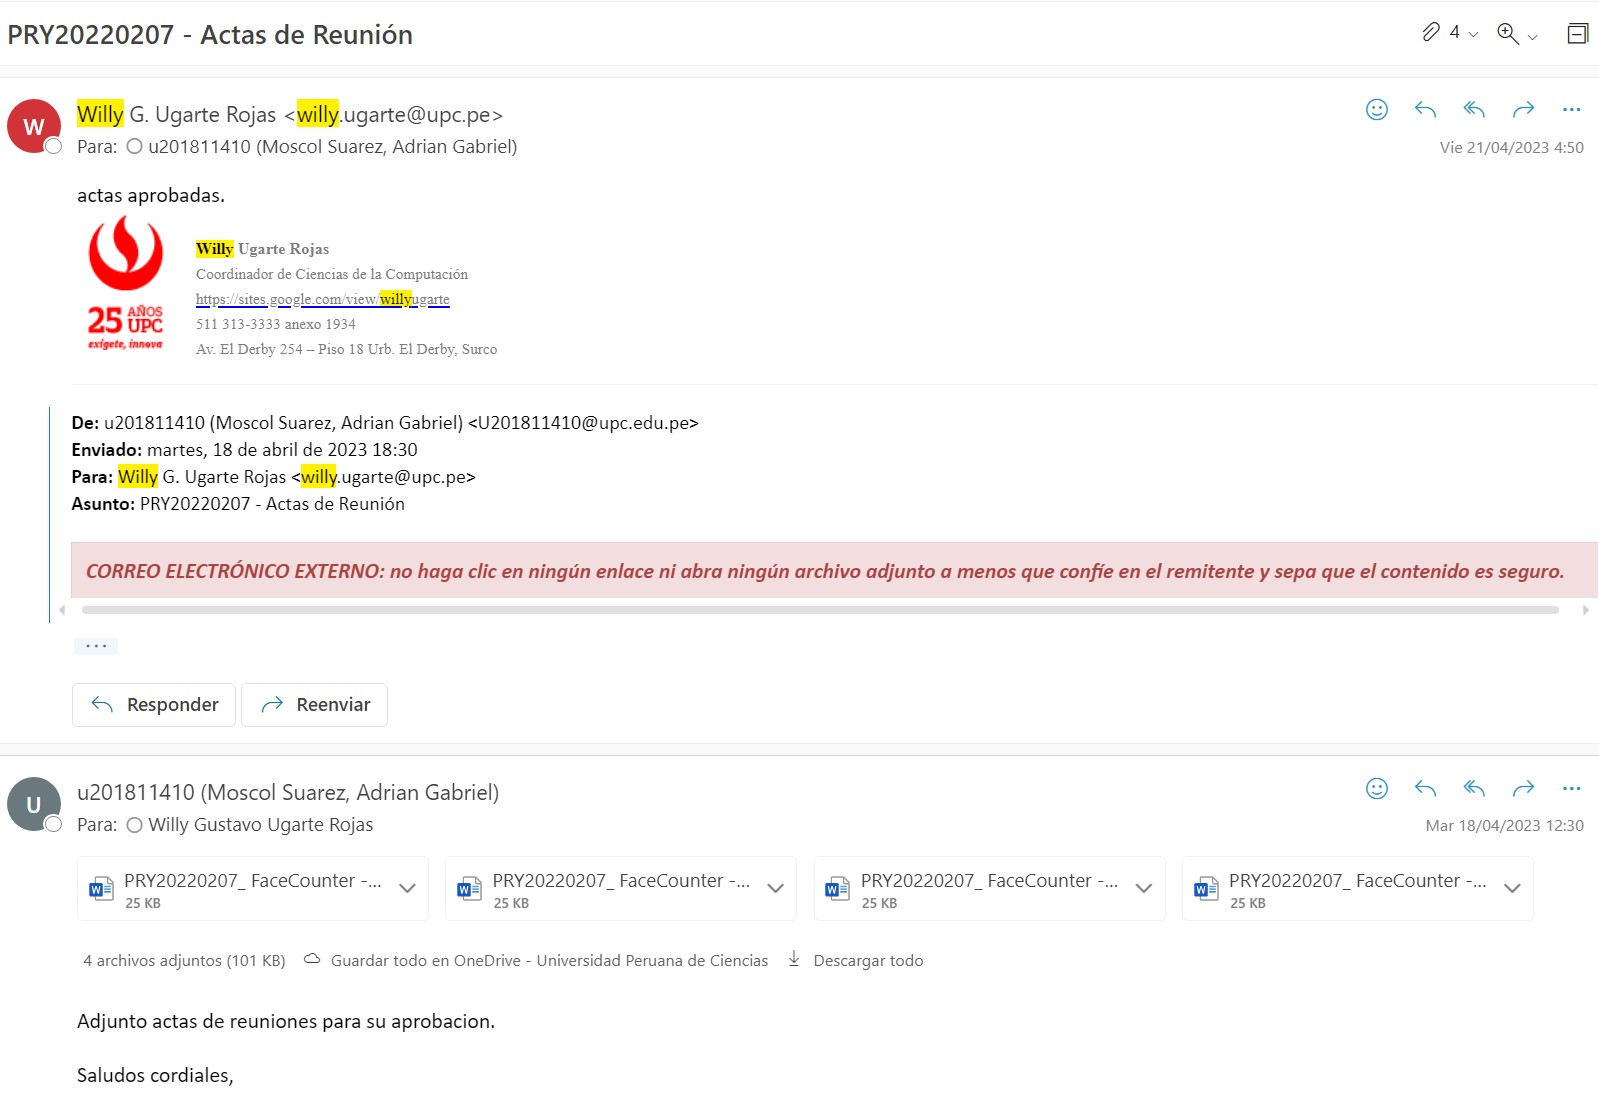 PRY20220207 - Actas de Reunión
4
W
Willy G. Ugarte Rojas <willy.ugarte@upc.pe>
Para: u201811410 (Moscol Suarez, Adrian Gabriel)
Vie 21/04/2023 4:50
actas aprobadas.
25 AÑOS UPC
exígete, innova
Willy Ugarte Rojas
Coordinador de Ciencias de la Computación
https://sites.google.com/view/willyugarte
511 313-3333 anexo 1934
Av. El Derby 254 – Piso 18 Urb. El Derby, Surco
De: u201811410 (Moscol Suarez, Adrian Gabriel) <U201811410@upc.edu.pe>
Enviado: martes, 18 de abril de 2023 18:30
Para: Willy G. Ugarte Rojas <willy.ugarte@upc.pe>
Asunto: PRY20220207 - Actas de Reunión
CORREO ELECTRÓNICO EXTERNO: no haga clic en ningún enlace ni abra ningún archivo adjunto a menos que confíe en el remitente y sepa que el contenido es seguro.
...
Responder
Reenviar
U
u201811410 (Moscol Suarez, Adrian Gabriel)
Para: Willy Gustavo Ugarte Rojas
Mar 18/04/2023 12:30
PRY20220207_ FaceCounter -...
25 KB
PRY20220207_ FaceCounter -...
25 KB
PRY20220207_ FaceCounter -...
25 KB
PRY20220207_ FaceCounter -...
25 KB
4 archivos adjuntos (101 KB) Guardar todo en OneDrive - Universidad Peruana de Ciencias Descargar todo
Adjunto actas de reuniones para su aprobacion.
Saludos cordiales,